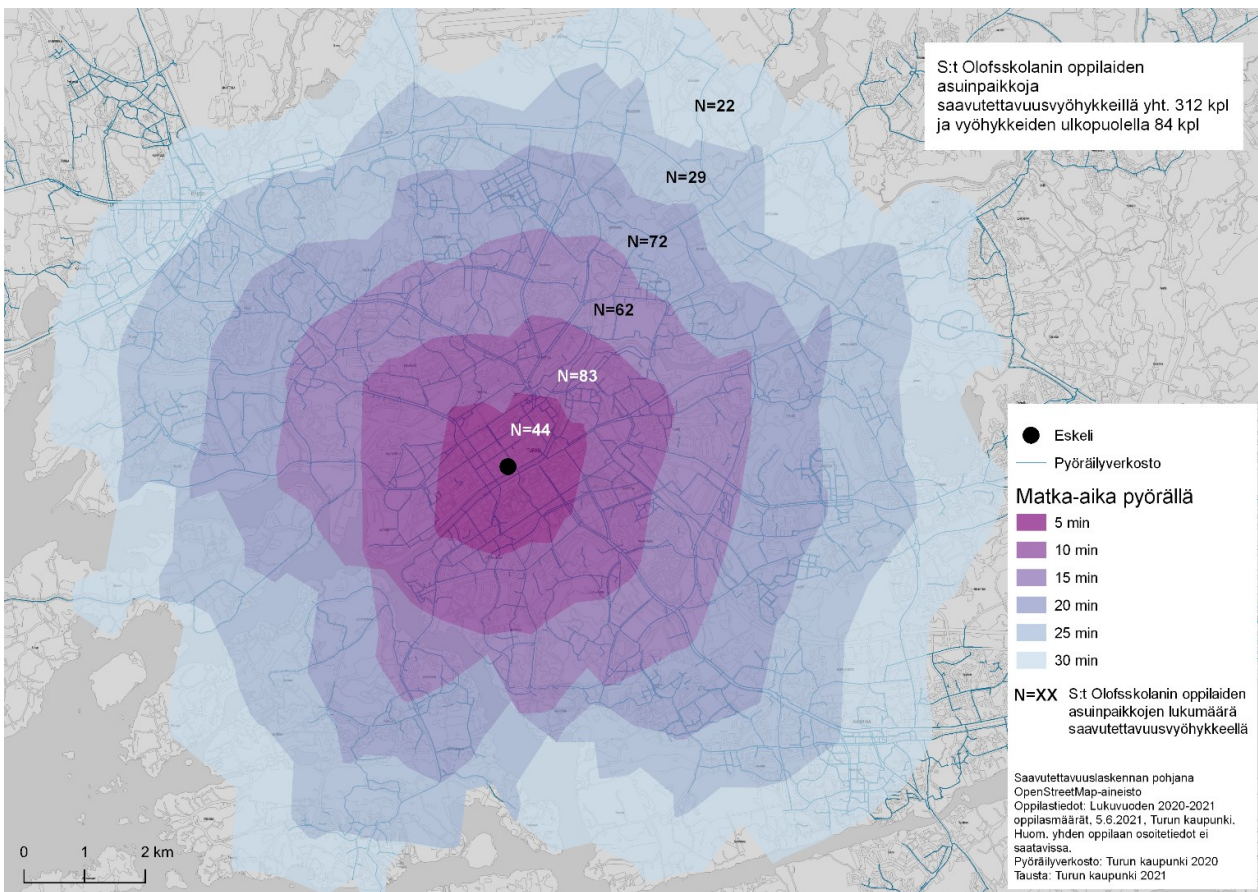 S:t Olofsskolanin oppilaiden
asuinpaikkoja
saavutettavuusvyöhykkeillä yht. 312 kpl
ja vyöhykkeiden ulkopuolella 84 kpl
N=22
N=29
N=72
N=62
N=83
N=44
Eskeli
Pyöräilyverkosto
Matka-aika pyörällä
5 min
10 min
15 min
20 min
25 min
30 min
N=XX S:t Olofsskolanin oppilaiden
asuinpaikkojen lukumäärä
saavutettavuusvyöhykkeellä
Saavutettavuuslaskennan pohjana
OpenStreetMap-aineisto
Oppilastiedot: Lukuvuoden 2020-2021
oppilasmäärät, 5.6.2021, Turun kaupunki.
Huom. yhden oppilaan osoitetiedot ei
saatavissa.
Pyöräilyverkosto: Turun kaupunki 2020
Tausta: Turun kaupunki 2021
0 1 2 km